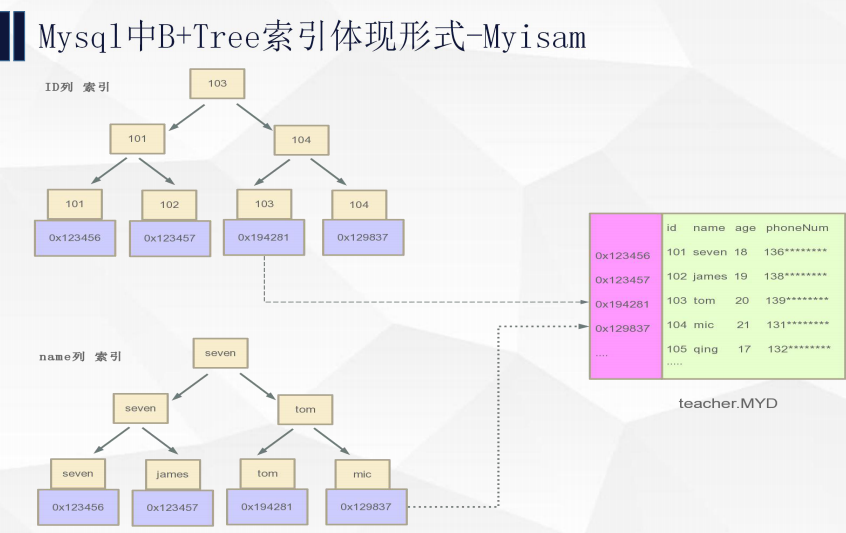 Mysql中B+Tree索引体现形式-Myisam
ID列 索引
103
101
104
101
102
103
104
0x123456
0x123457
0x194281
0x129837
id name age phoneNum
0x123456 101 seven 18 136********
0x123457 102 james 19 138********
0x194281 103 tom 20 139********
0x129837 104 mic 21 131********
.... 105 qing 17 132********
.....
teacher.MYD
name列 索引
seven
seven
tom
seven
james
tom
mic
0x123456
0x123457
0x194281
0x129837